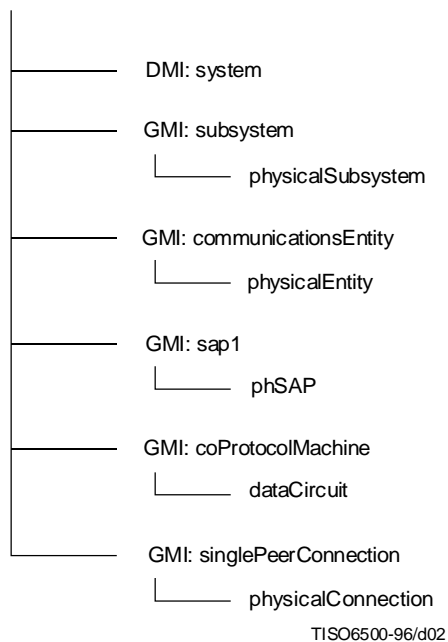 DMI: system
GMI: subsystem
physicalSubsystem
GMI: communicationsEntity
physicalEntity
GMI: sap1
phSAP
GMI: coProtocolMachine
dataCircuit
GMI: singlePeerConnection
physicalConnection
TISO6500-96/d02